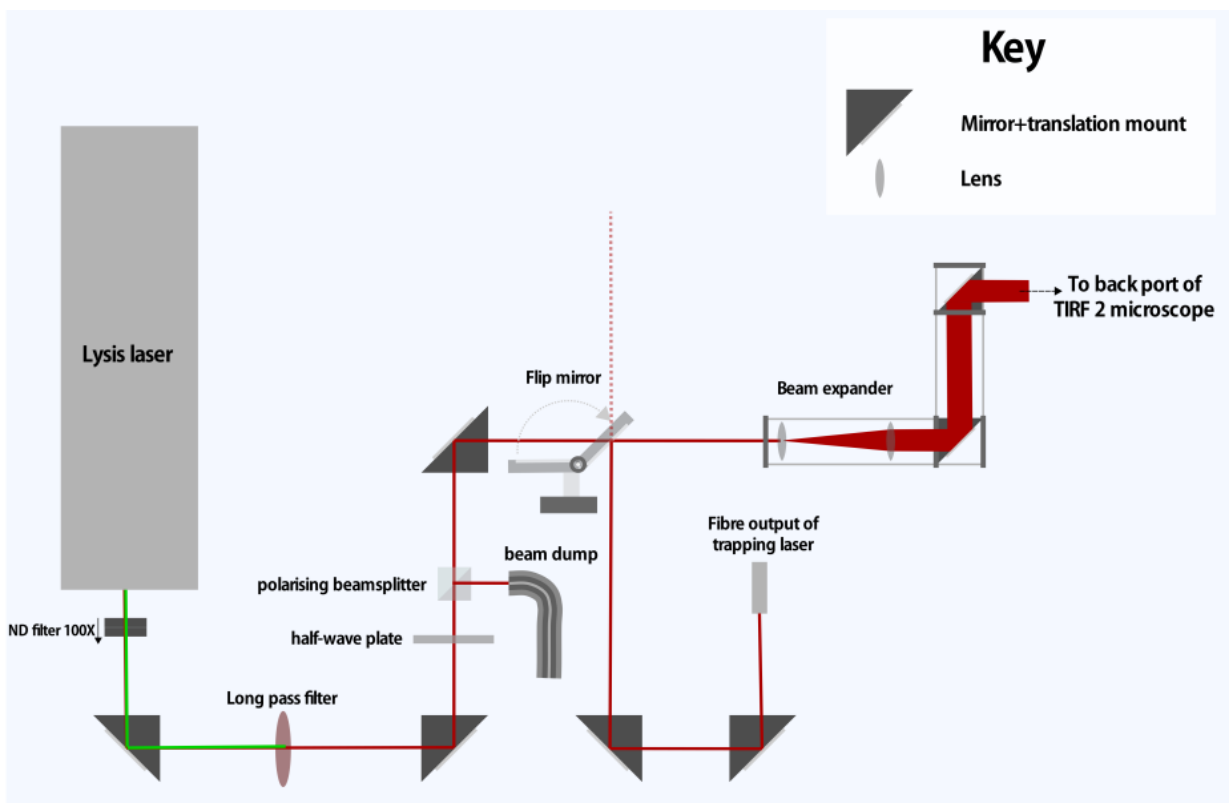 Key
Mirror+translation mount
Lens
To back port of
TIRF 2 microscope
Lysis laser
Flip mirror
Beam expander
Fibre output of
trapping laser
beam dump
polarising beamsplitter
ND filter 100X
half-wave plate
Long pass filter